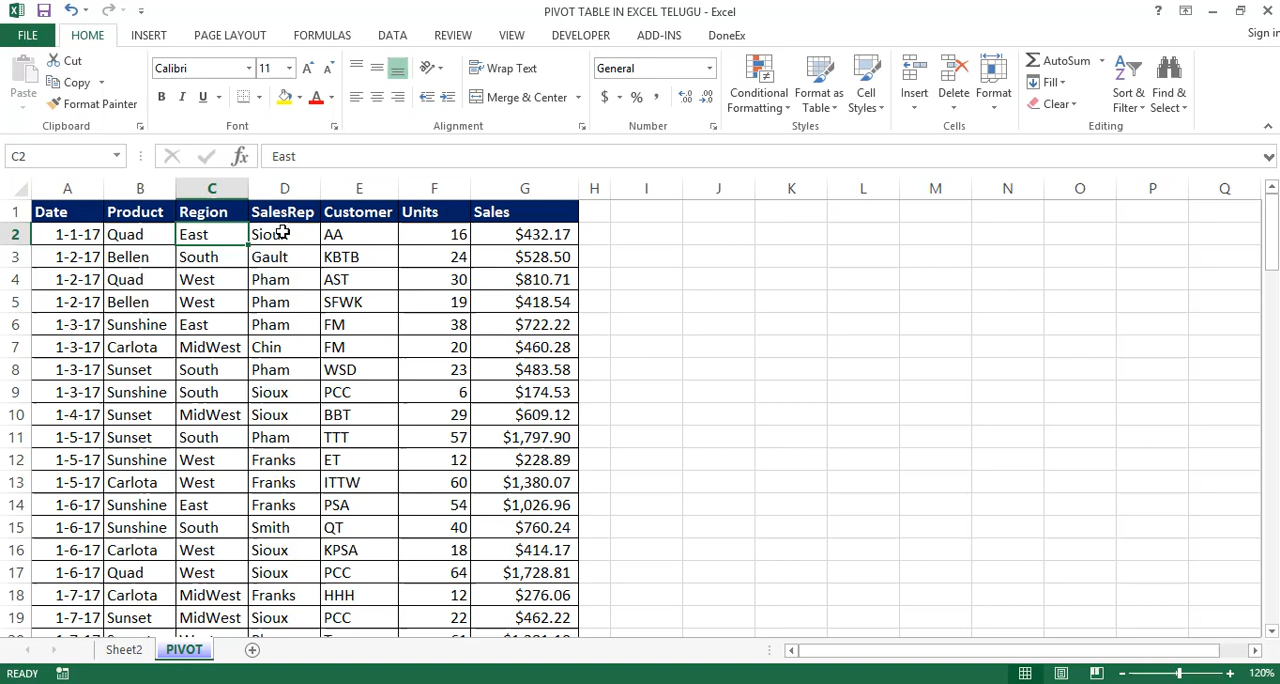 PIVOT TABLE IN EXCEL TELUGU - Excel
?
FILE HOME INSERT PAGE LAYOUT FORMULAS DATA REVIEW VIEW DEVELOPER ADD-INS DoneEx Sign in
Paste
Cut
Copy
Format Painter
Clipboard
Calibri 11
B I U
Font
Wrap Text
Merge & Center
Alignment
General
$ % ,
Number
Conditional Formatting
Format as Table
Cell Styles
Styles
Insert Delete Format
Cells
AutoSum
Fill
Clear
Sort & Filter
Find & Select
Editing
C2 fx East
A B C D E F G H I J K L M N O P Q
1 Date Product Region SalesRep Customer Units Sales
2 1-1-17 Quad East Sioux AA 16 $432.17
3 1-2-17 Bellen South Gault KBTB 24 $528.50
4 1-2-17 Quad West Pham AST 30 $810.71
5 1-2-17 Bellen West Pham SFWK 19 $418.54
6 1-3-17 Sunshine East Pham FM 38 $722.22
7 1-3-17 Carlota MidWest Chin FM 20 $460.28
8 1-3-17 Sunset South Pham WSD 23 $483.58
9 1-3-17 Sunshine South Sioux PCC 6 $174.53
10 1-4-17 Sunset MidWest Sioux BBT 29 $609.12
11 1-5-17 Sunset South Pham TTT 57 $1,797.90
12 1-5-17 Sunshine West Franks ET 12 $228.89
13 1-5-17 Carlota West Franks ITTW 60 $1,380.07
14 1-6-17 Sunshine East Franks PSA 54 $1,026.96
15 1-6-17 Sunshine South Smith QT 40 $760.24
16 1-6-17 Carlota West Sioux KPSA 18 $414.17
17 1-6-17 Quad West Sioux PCC 64 $1,728.81
18 1-7-17 Carlota MidWest Franks HHH 12 $276.06
19 1-7-17 Sunset MidWest Sioux PCC 22 $462.22
Sheet2 PIVOT
READY 120%